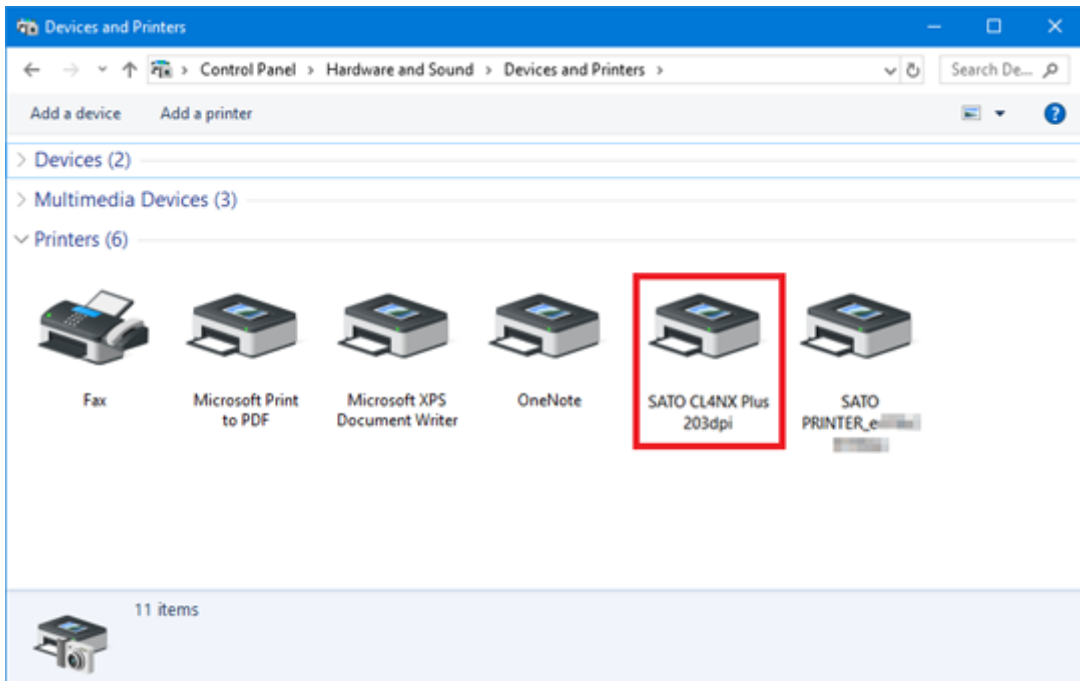 Devices and Printers
Control Panel > Hardware and Sound > Devices and Printers >
Search De...
Add a device Add a printer
?
Devices (2)
Multimedia Devices (3)
Printers (6)
Fax
Microsoft Print
to PDF
Microsoft XPS
Document Writer
OneNote
SATO CL4NX Plus
203dpi
SATO
PRINTER_e
11 items